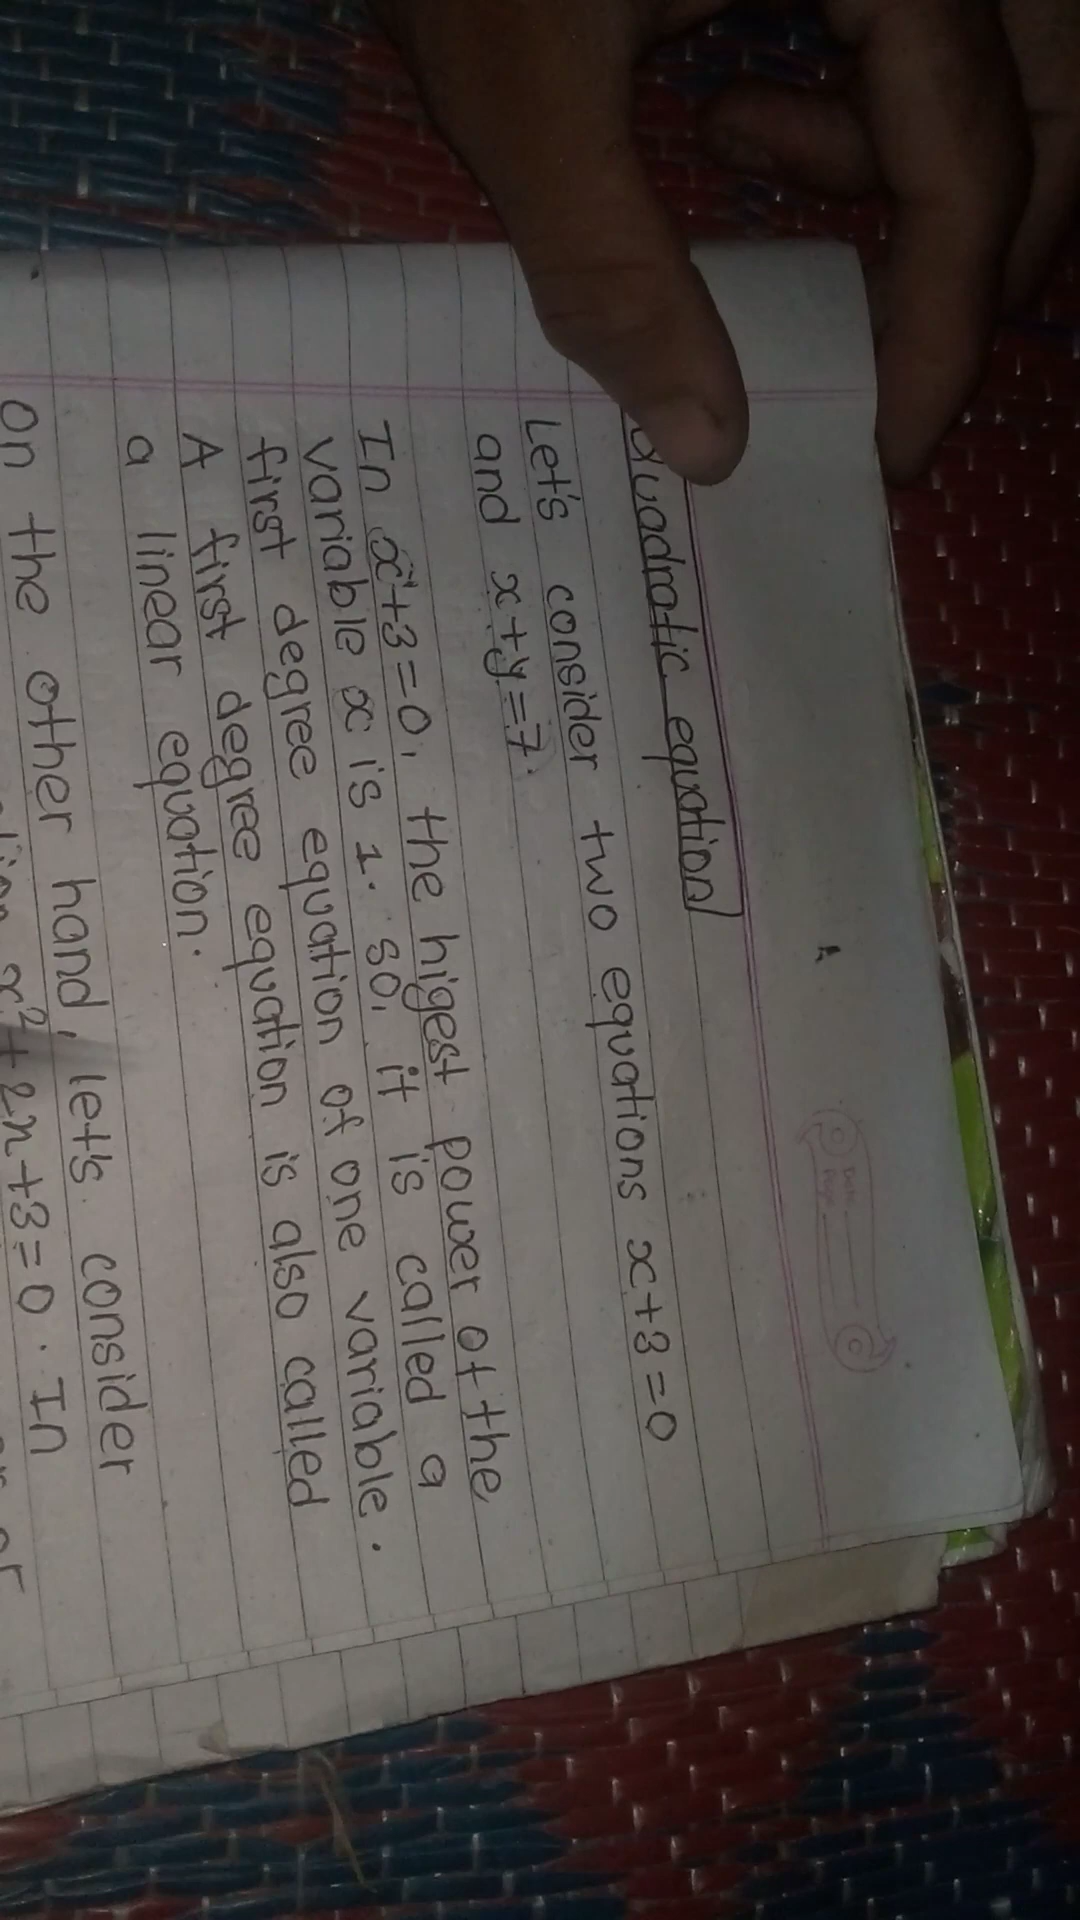 Quadratic equation
Let's consider two equations x+3=0
and x+y=7.
In x+3=0, the higest power of the
variable x is 1. so, it is called a
first degree equation of one variable.
A first degree equation is also called
a linear equation.
on the other hand, let's consider
x²+2x+3=0. In